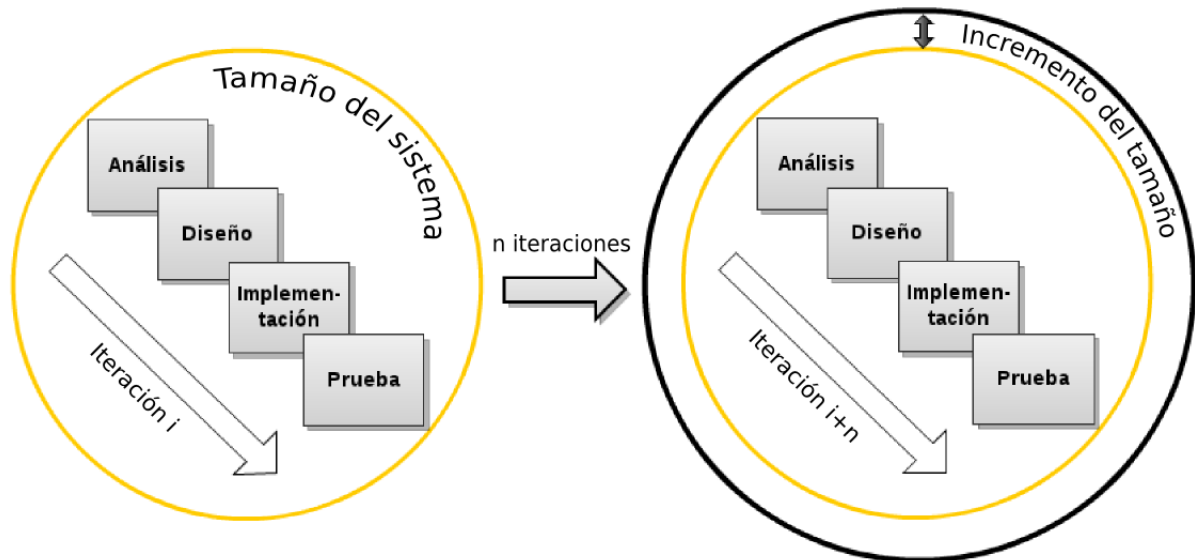 Tamaño del sistema
Análisis
Diseño
Implemen-
tación
Prueba
Iteración i
n iteraciones
Incremento del tamaño
Análisis
Diseño
Implemen-
tación
Prueba
Iteración i+n